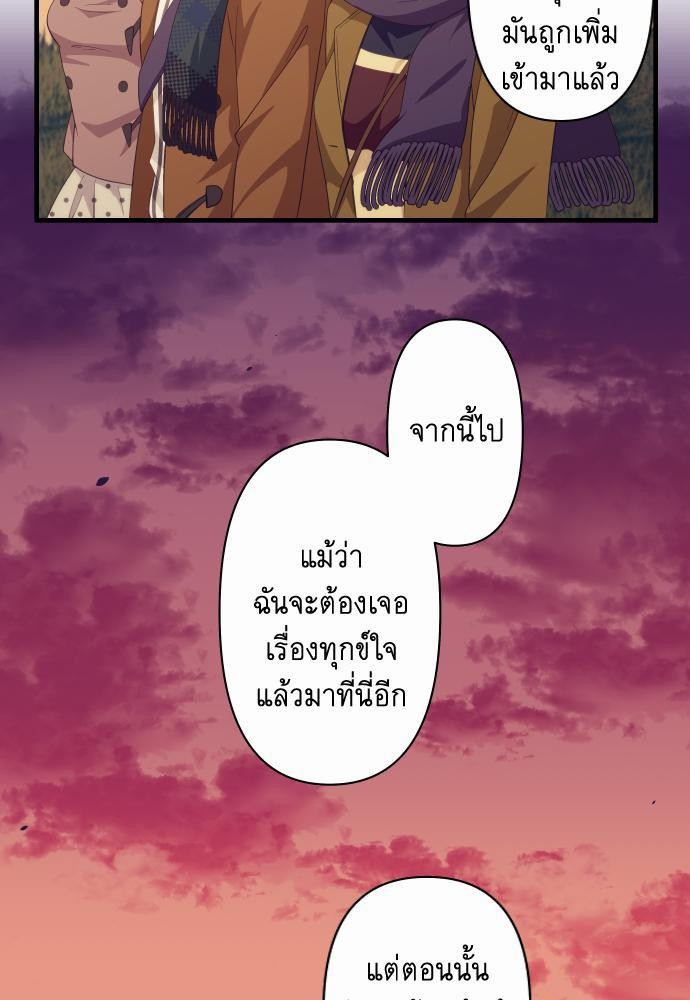 มันถูกเพิ่ม
เข้ามาแล้ว
จากนี้ไป
แม้ว่า
ฉันจะต้องเจอ
เรื่องทุกข์ใจ
แล้วมาที่นี่อีก
แต่ตอนนั้น